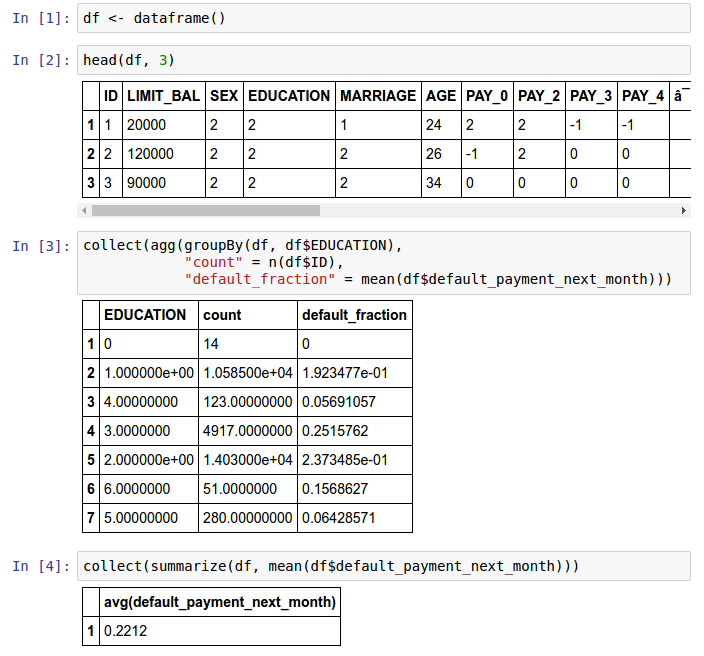 In [1]: df <- dataframe()
In [2]: head(df, 3)
ID LIMIT_BAL SEX EDUCATION MARRIAGE AGE PAY_0 PAY_2 PAY_3 PAY_4 â¯
1 1 20000 2 2 1 24 2 2 -1 -1
2 2 120000 2 2 2 26 -1 2 0 0
3 3 90000 2 2 2 34 0 0 0 0
In [3]: collect(agg(groupBy(df, df$EDUCATION),
"count" = n(df$ID),
"default_fraction" = mean(df$default_payment_next_month)))
EDUCATION count default_fraction
1 0 14 0
2 1.000000e+00 1.058500e+04 1.923477e-01
3 4.00000000 123.00000000 0.05691057
4 3.0000000 4917.0000000 0.2515762
5 2.000000e+00 1.403000e+04 2.373485e-01
6 6.0000000 51.0000000 0.1568627
7 5.00000000 280.00000000 0.06428571
In [4]: collect(summarize(df, mean(df$default_payment_next_month)))
avg(default_payment_next_month)
1 0.2212